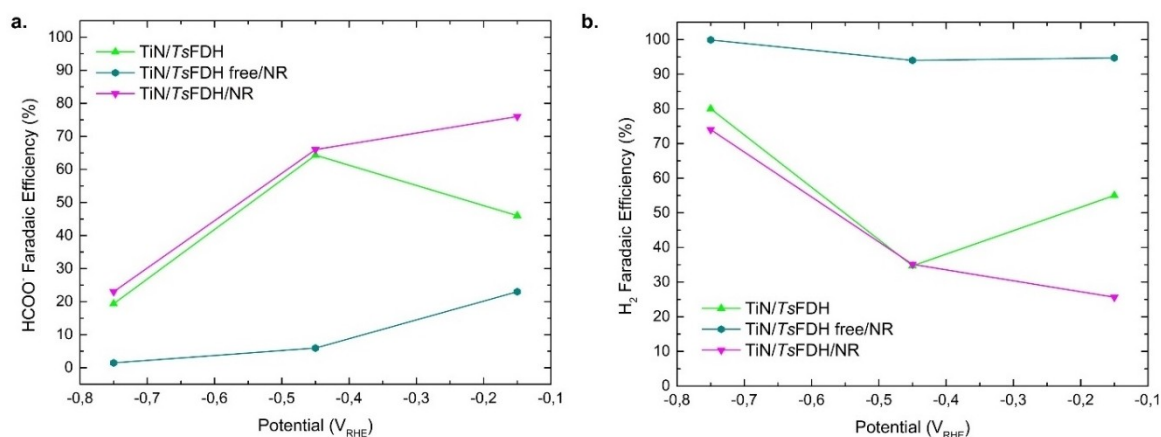 a.
100
90
80
70
60
50
40
30
20
10
0
HCOO⁻ Faradaic Efficiency (%)
TiN/TsFDH
TiN/TsFDH free/NR
TiN/TsFDH/NR
-0,8 -0,7 -0,6 -0,5 -0,4 -0,3 -0,2 -0,1
Potential (V_RHE)
b.
100
90
80
70
60
50
40
30
20
10
0
H₂ Faradaic Efficiency (%)
TiN/TsFDH
TiN/TsFDH free/NR
TiN/TsFDH/NR
-0,8 -0,7 -0,6 -0,5 -0,4 -0,3 -0,2 -0,1
Potential (V_RHE)